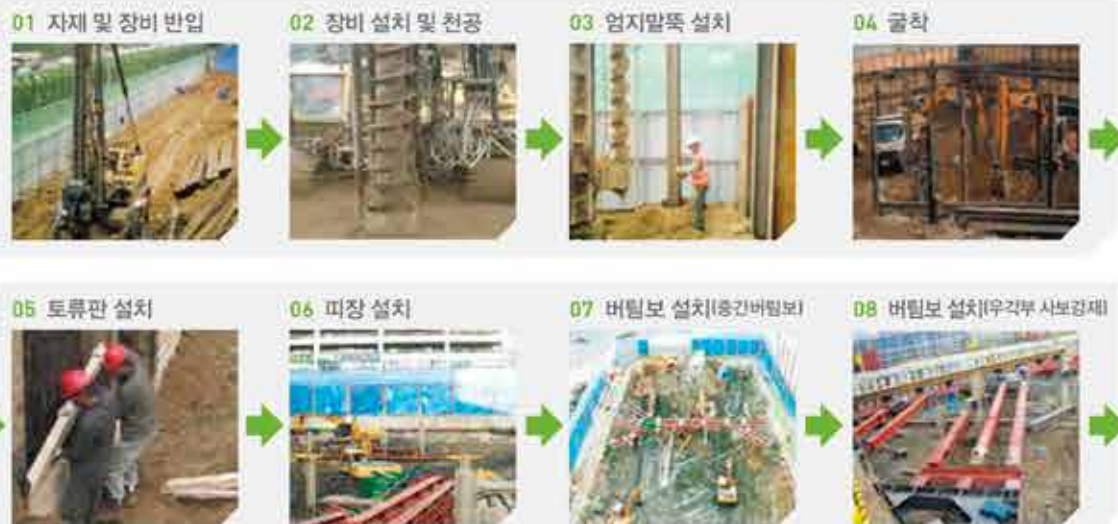 01 자재 및 장비 반입
02 장비 설치 및 천공
03 엄지말뚝 설치
04 굴착
05 토류판 설치
06 띠장 설치
07 버팀보 설치(중간버팀보)
08 버팀보 설치(우각부 사보강재)